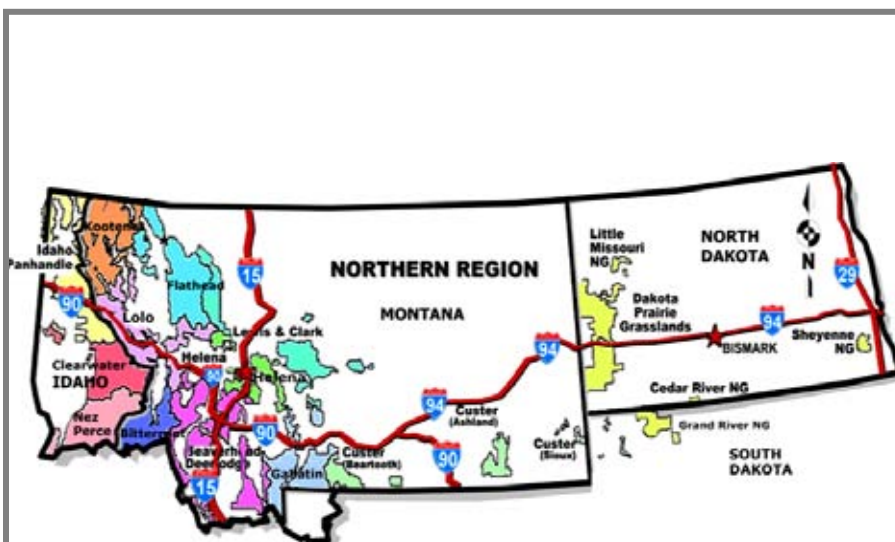 Kootenai
Idaho
Panhandle
90
Lolo
Flathead
15
NORTHERN REGION
MONTANA
Lewis & Clark
Helena
90
Helena
Clearwater
IDAHO
Nez
Perce
Bitterroot
Beaverhead
Deerlodge
15
90
Gallatin
Custer
(Beartooth)
94
90
Custer
(Ashland)
94
Custer
(Sioux)
Little
Missouri
NG
NORTH
DAKOTA
N
29
Dakota
Prairie
Grasslands
94
BISMARK
Sheyenne
NG
Cedar River NG
Grand River NG
SOUTH
DAKOTA